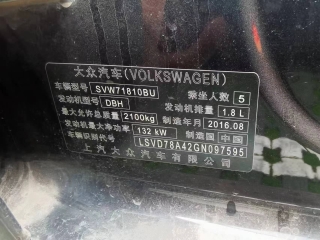 大众汽车(VOLKSWAGEN)
车辆型号 SVW71810BU 乘坐人数 5
发动机型号 DBH 发动机排量 1.8 L
最大允许总质量 2100kg 制造年月 2016.08
发动机额定功率 132 kW 制造国 中国
车辆识别代号 LSVD78A42GN097595
上汽大众汽车有限公司